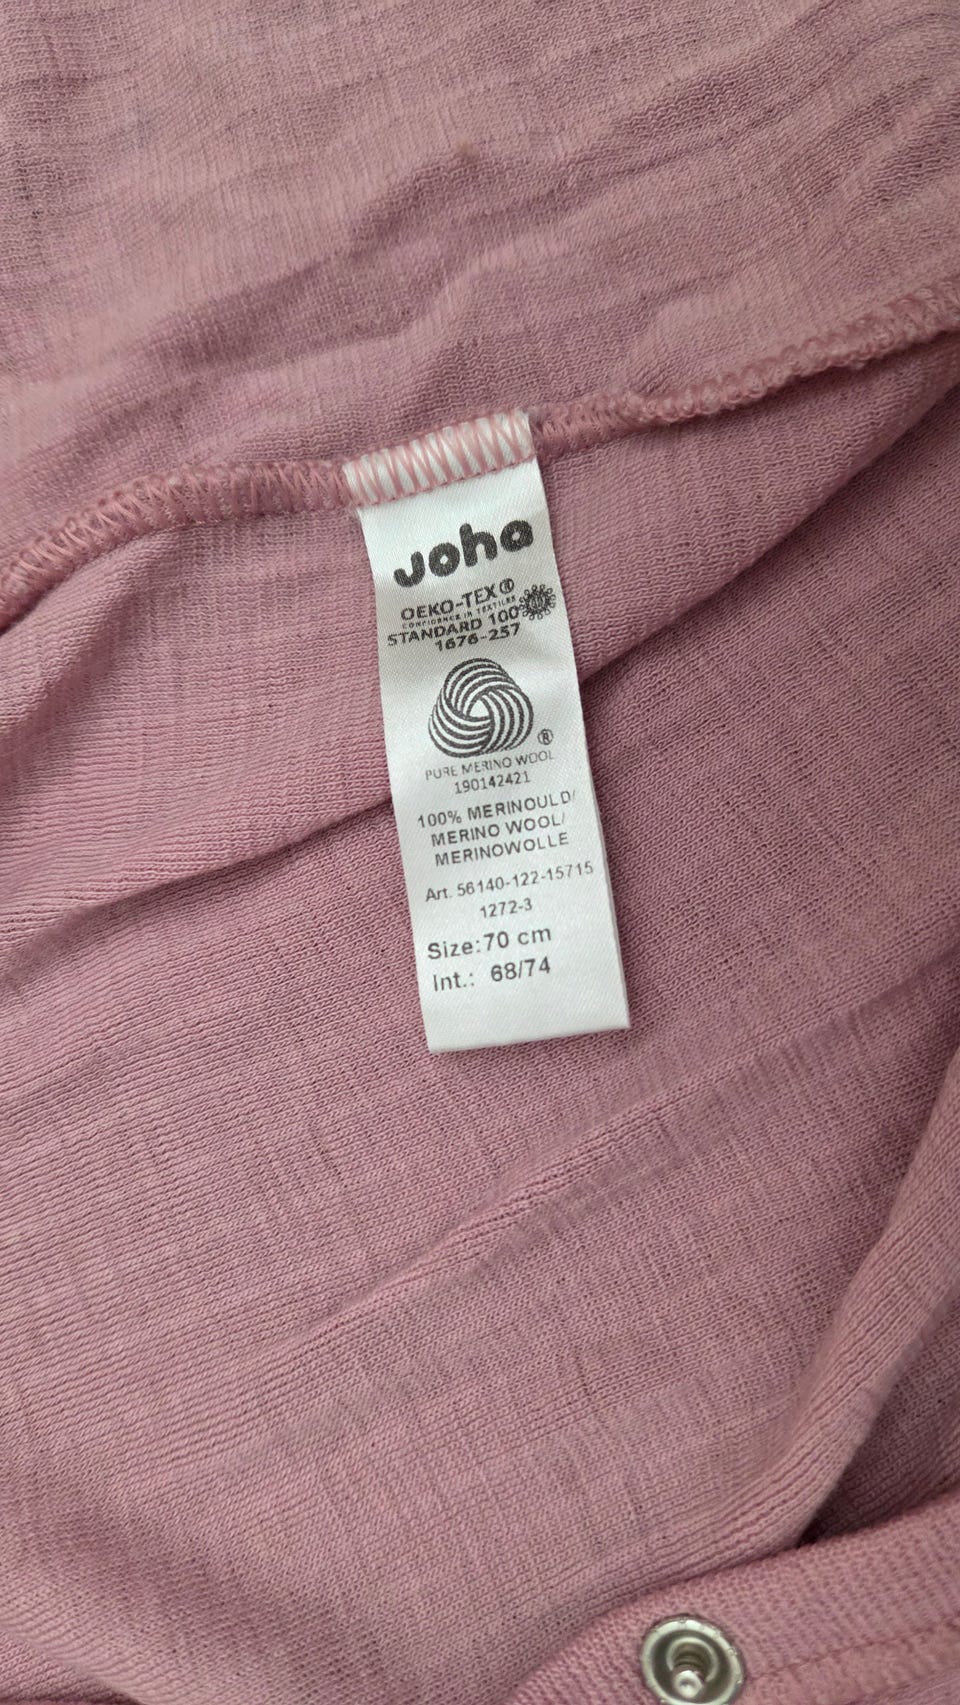 Joha
OEKO-TEX®
CONFIDENCE IN TEXTILES
STANDARD 100
1676-257
®
PURE MERINO WOOL
190142421
100% MERINOULD/
MERINO WOOL/
MERINOWOLLE
Art. 56140-122-15715
1272-3
Size:70 cm
Int.: 68/74